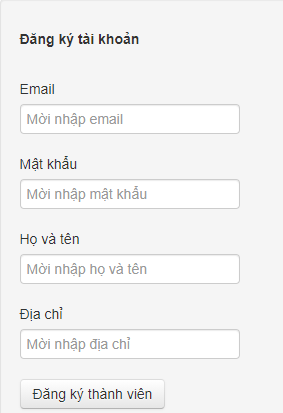 Đăng ký tài khoản
Email
Mời nhập email
Mật khẩu
Mời nhập mật khẩu
Họ và tên
Mời nhập họ và tên
Địa chỉ
Mời nhập địa chỉ
Đăng ký thành viên